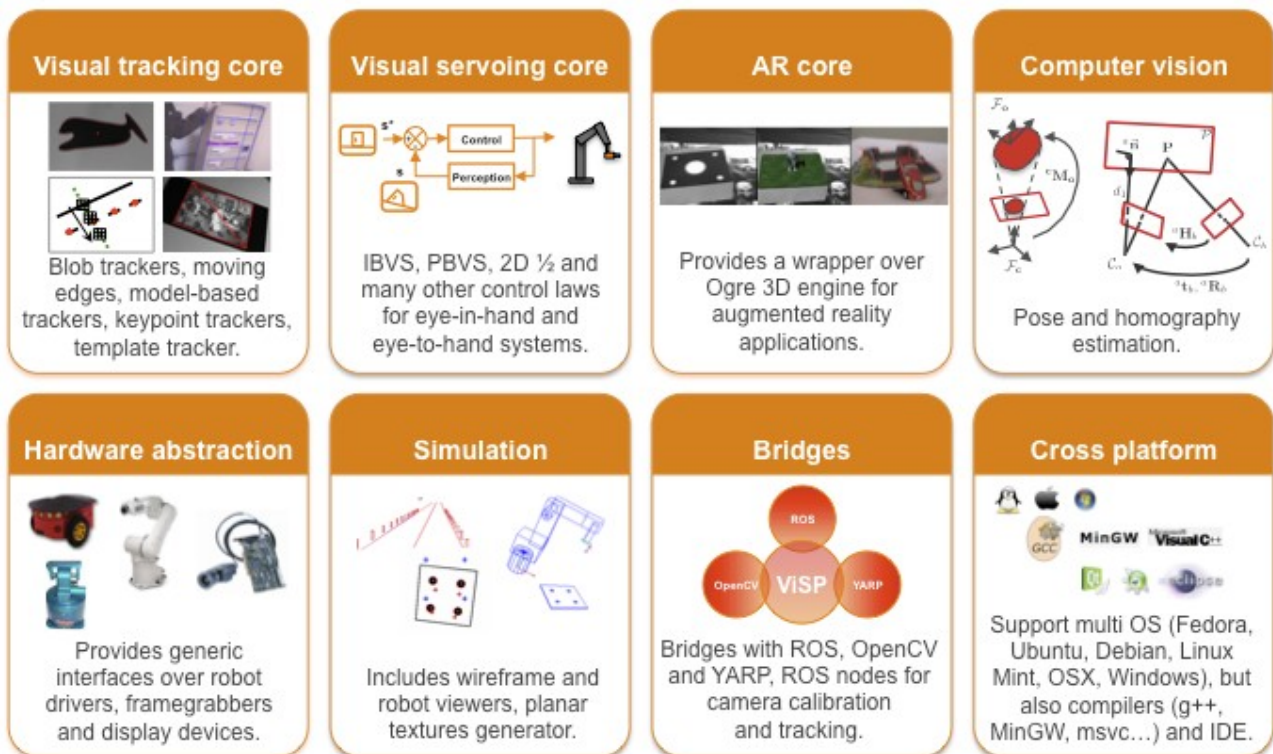 Visual tracking core
Blob trackers, moving
edges, model-based
trackers, keypoint trackers,
template tracker.
Visual servoing core
s*
+
Control
s
Perception
IBVS, PBVS, 2D ½ and
many other control laws
for eye-in-hand and
eye-to-hand systems.
AR core
Provides a wrapper over
Ogre 3D engine for
augmented reality
applications.
Computer vision
P
Pose and homography
estimation.
Hardware abstraction
Provides generic
interfaces over robot
drivers, framegrabbers
and display devices.
Simulation
Includes wireframe and
robot viewers, planar
textures generator.
Bridges
ROS
OpenCV
ViSP
YARP
Bridges with ROS, OpenCV
and YARP, ROS nodes for
camera calibration
and tracking.
Cross platform
GCC
MinGW
Microsoft
Visual C++
eclipse
Support multi OS (Fedora,
Ubuntu, Debian, Linux
Mint, OSX, Windows), but
also compilers (g++,
MinGW, msvc...) and IDE.